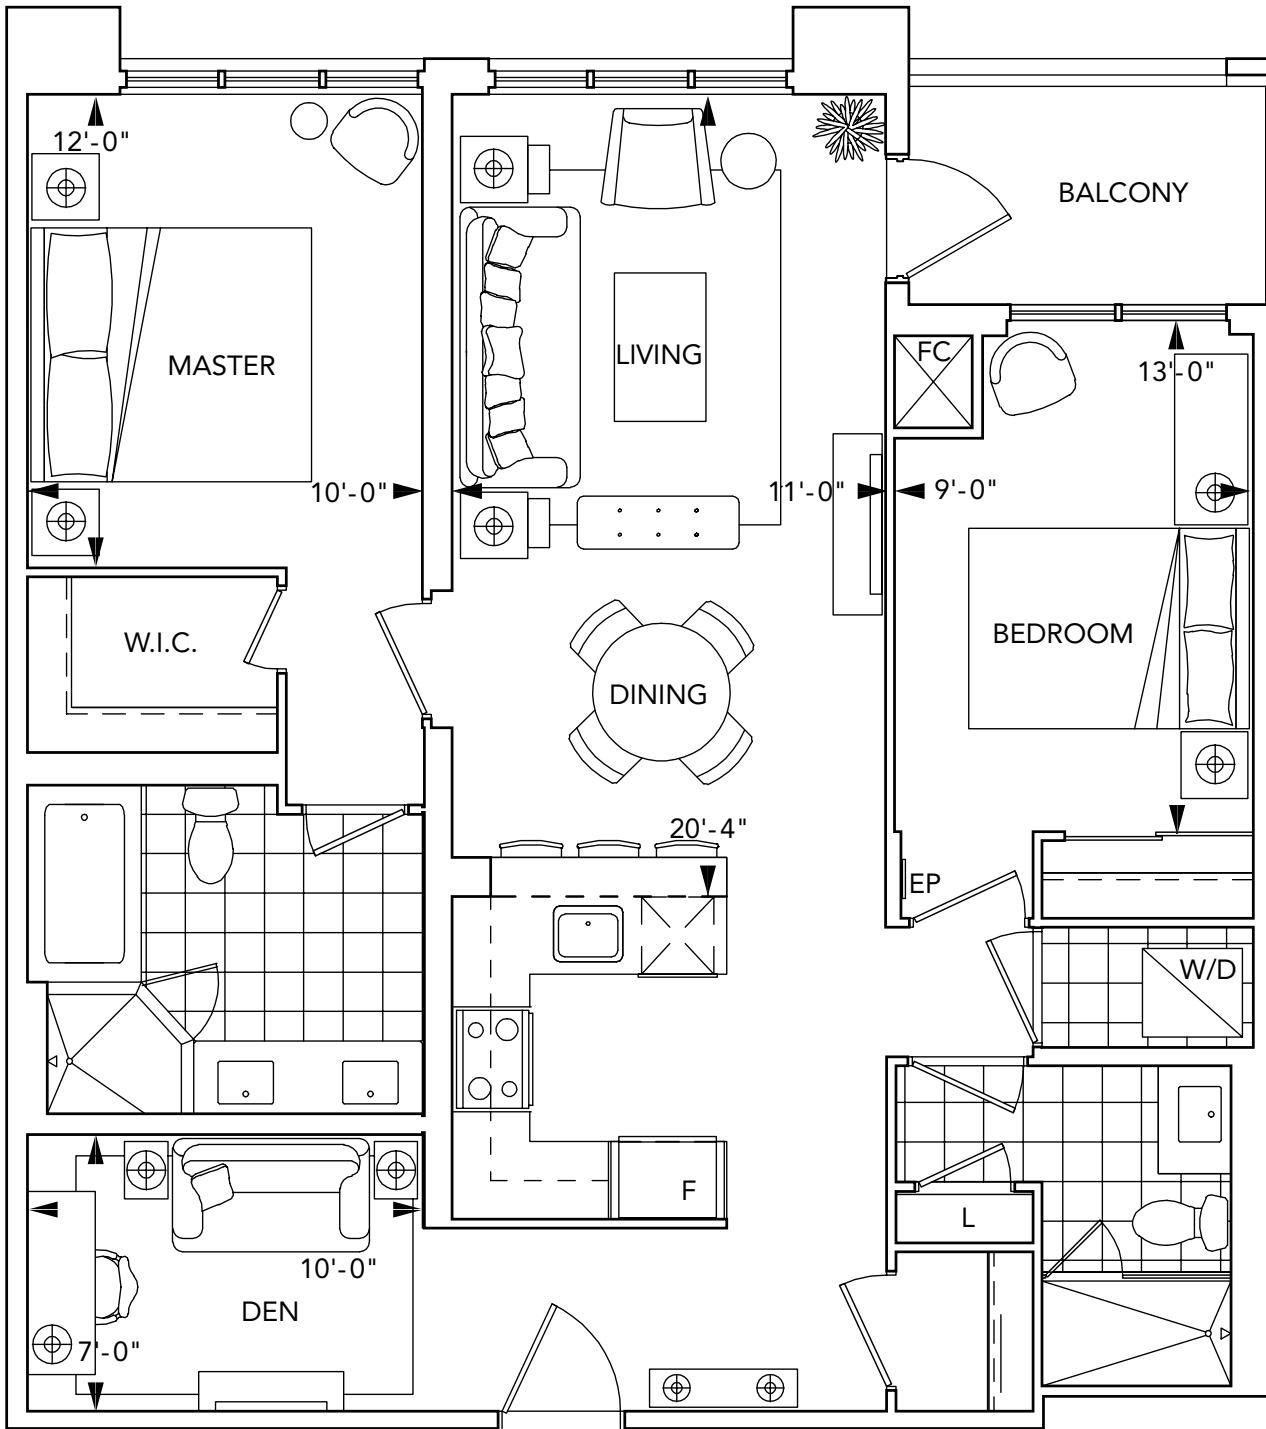 12'-0"
BALCONY
MASTER
LIVING
FC
13'-0"
10'-0"
11'-0"
9'-0"
W.I.C.
BEDROOM
DINING
20'-4"
EP
W/D
F
L
10'-0"
DEN
7'-0"